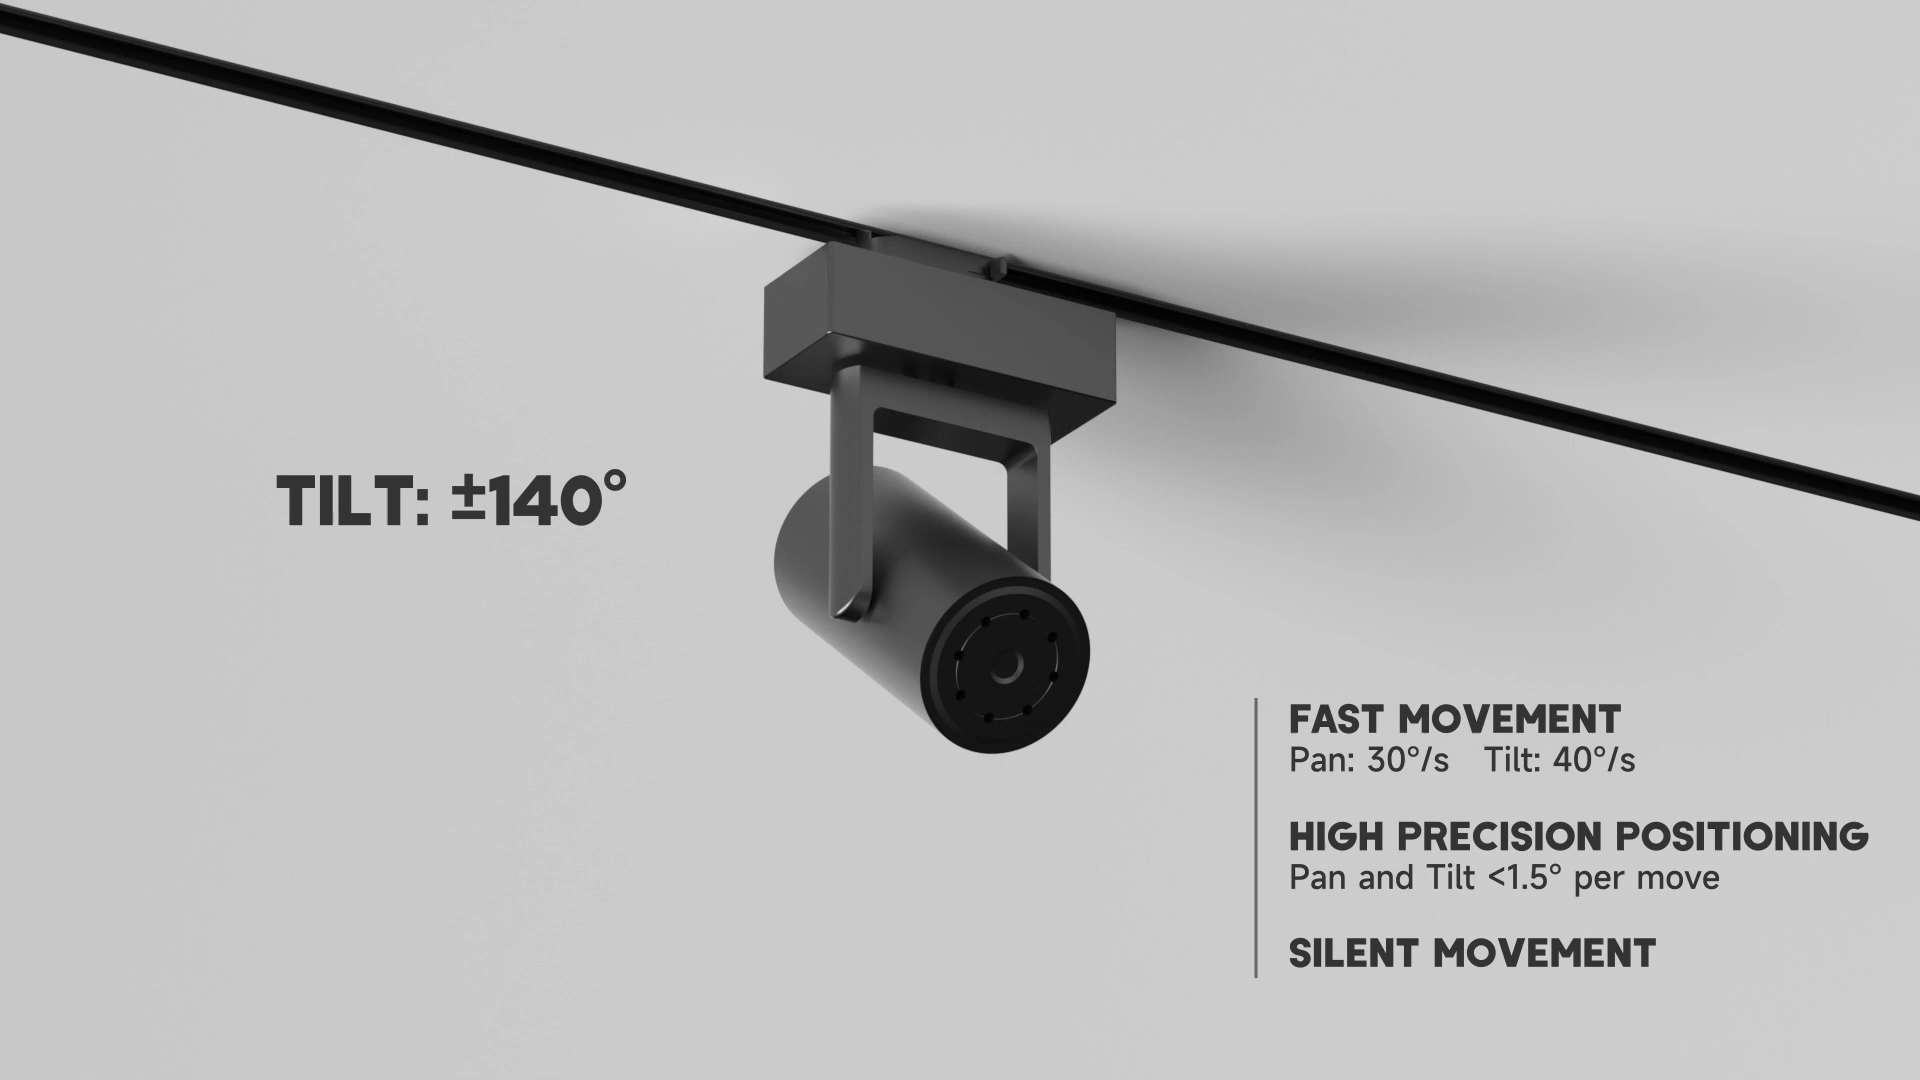 TILT: ±140°
FAST MOVEMENT
Pan: 30°/s Tilt: 40°/s
HIGH PRECISION POSITIONING
Pan and Tilt <1.5° per move
SILENT MOVEMENT